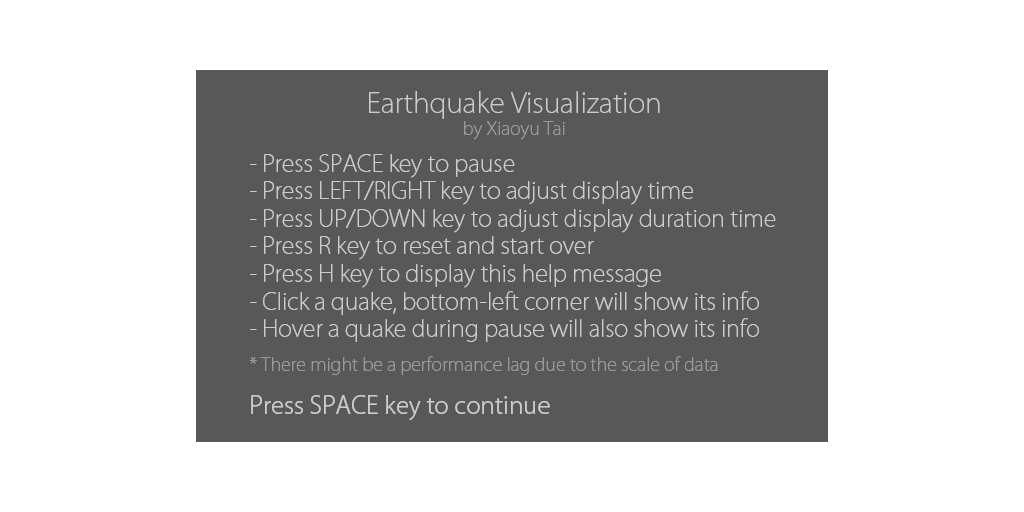 Earthquake Visualization
by Xiaoyu Tai
- Press SPACE key to pause
- Press LEFT/RIGHT key to adjust display time
- Press UP/DOWN key to adjust display duration time
- Press R key to reset and start over
- Press H key to display this help message
- Click a quake, bottom-left corner will show its info
- Hover a quake during pause will also show its info
* There might be a performance lag due to the scale of data
Press SPACE key to continue